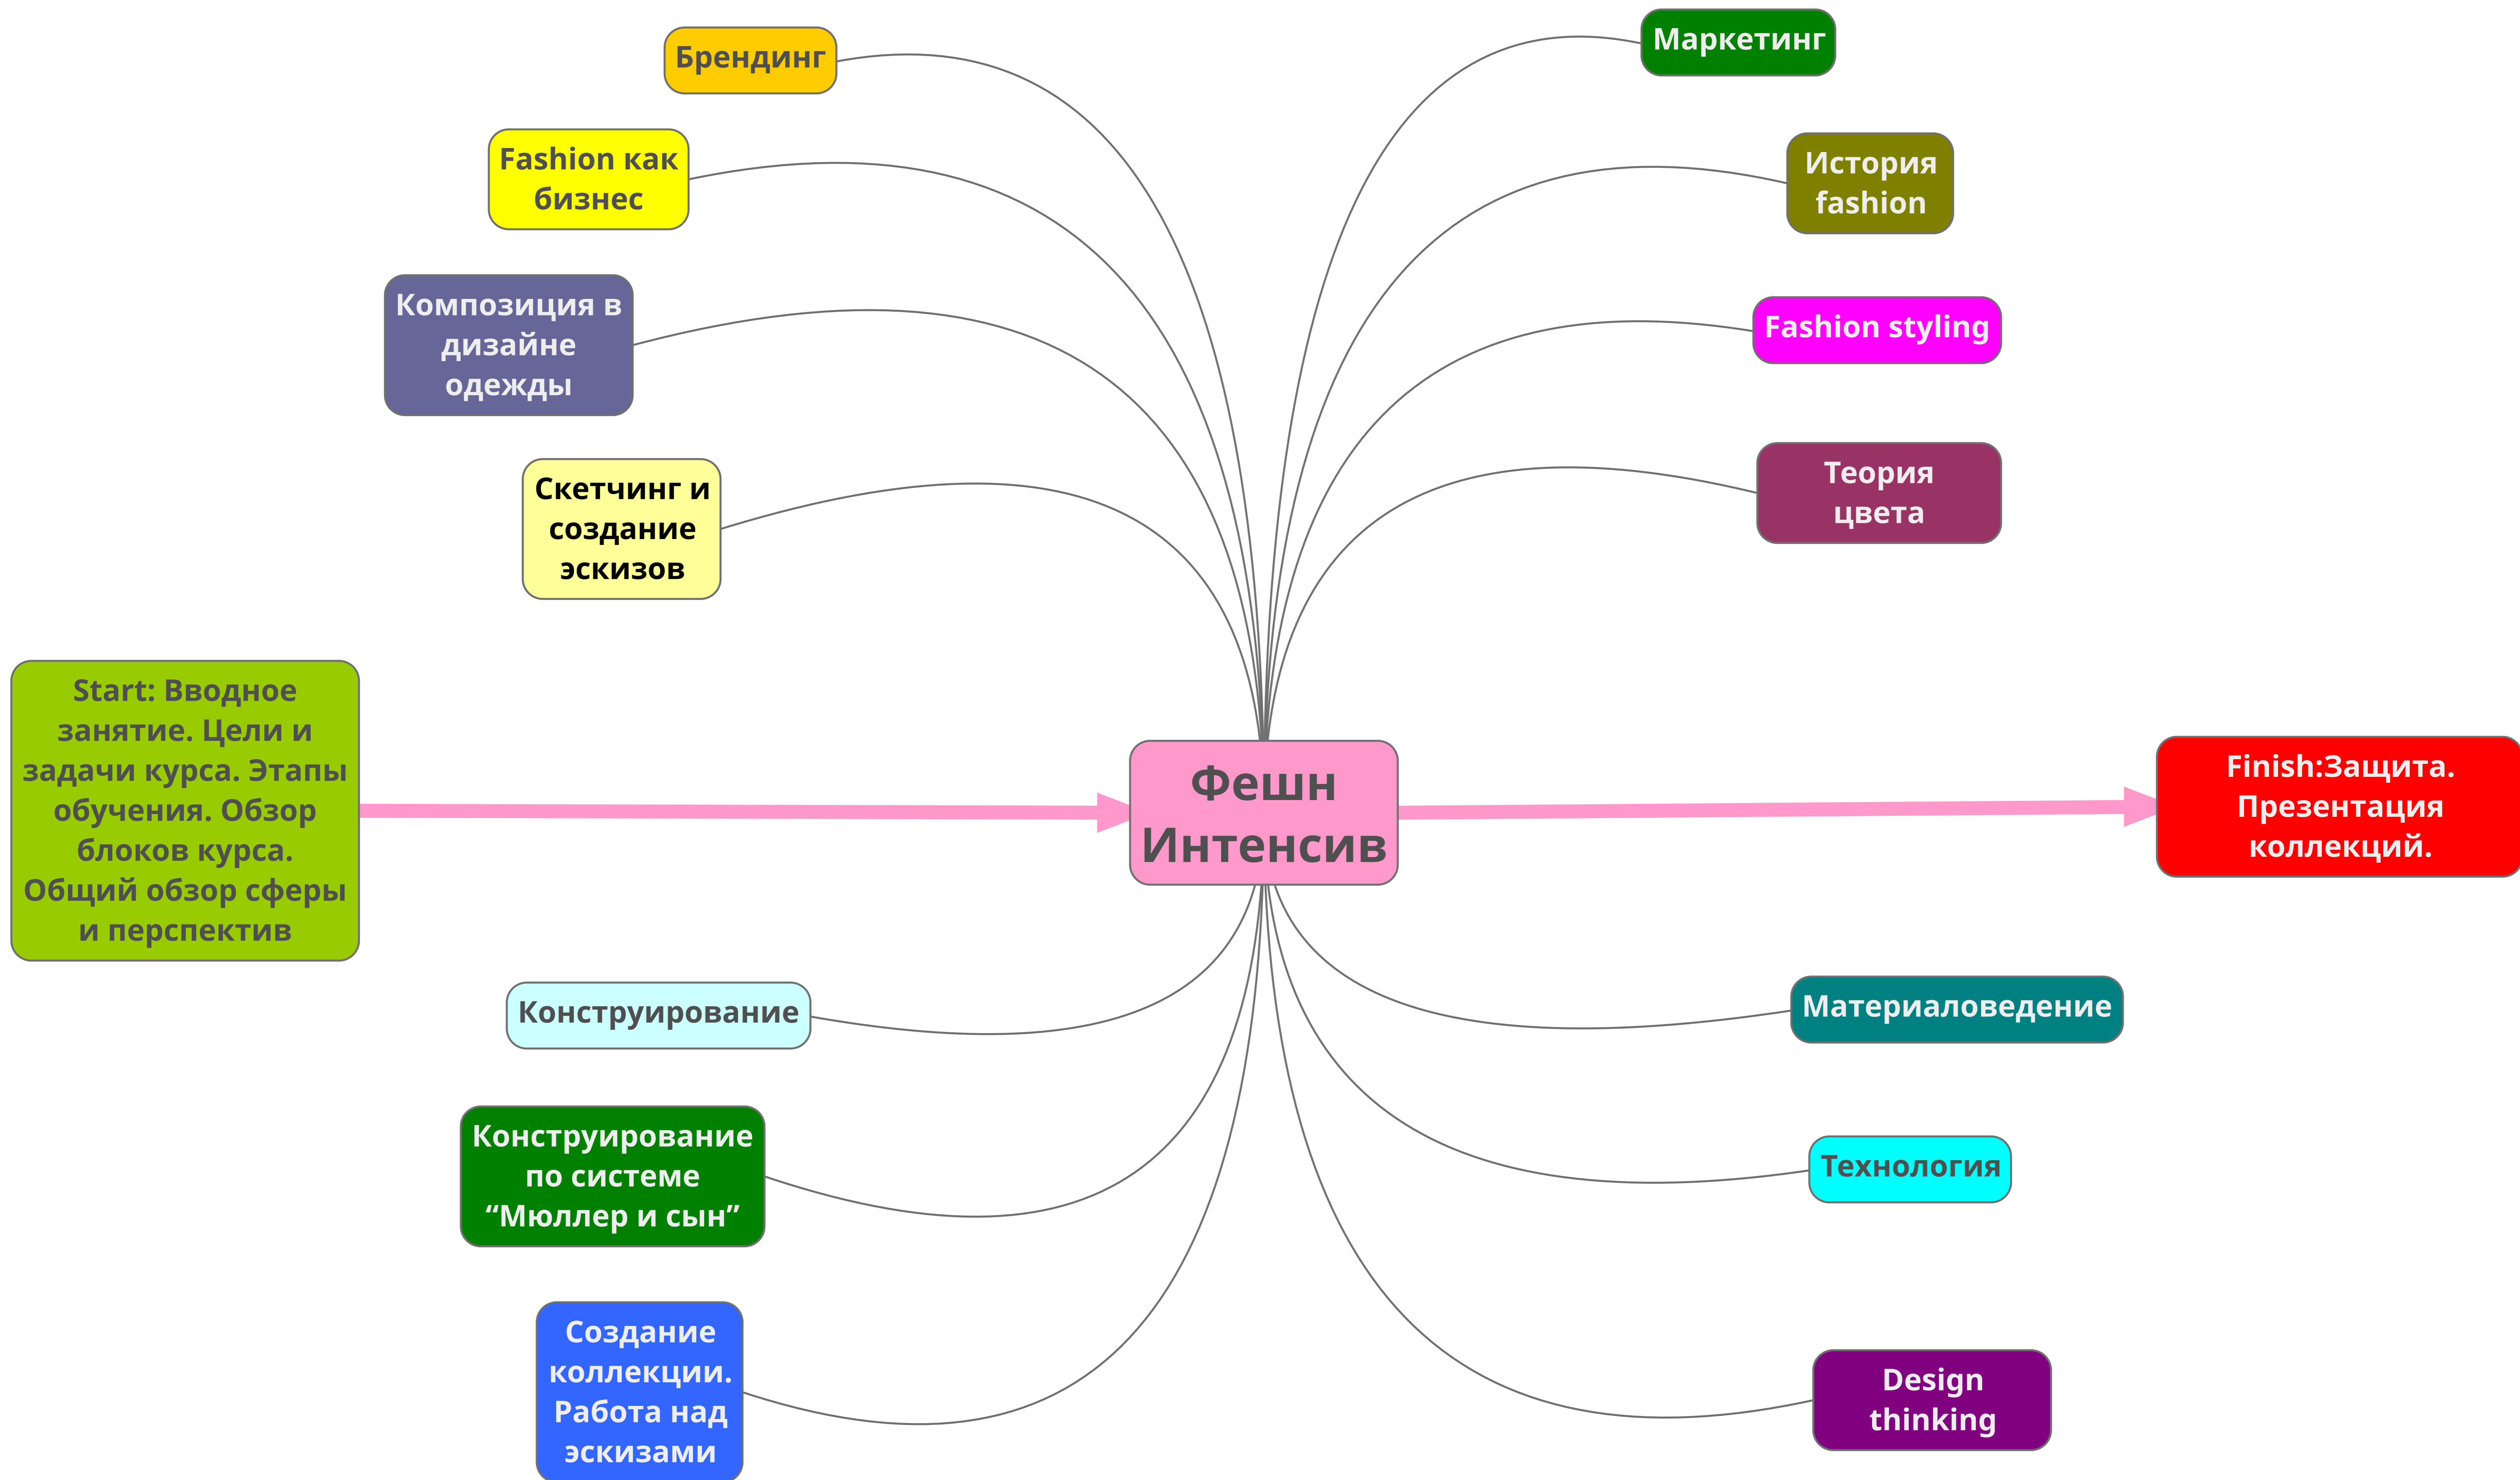 Брендинг
Маркетинг
Fashion как
бизнес
История
fashion
Композиция в
дизайне
одежды
Fashion styling
Скетчинг и
создание
эскизов
Теория
цвета
Start: Вводное
занятие. Цели и
задачи курса. Этапы
обучения. Обзор
блоков курса.
Общий обзор сферы
и перспектив
Фешн
Интенсив
Finish:Защита.
Презентация
коллекций.
Конструирование
Материаловедение
Конструирование
по системе
“Мюллер и сын”
Технология
Создание
коллекции.
Работа над
эскизами
Design
thinking